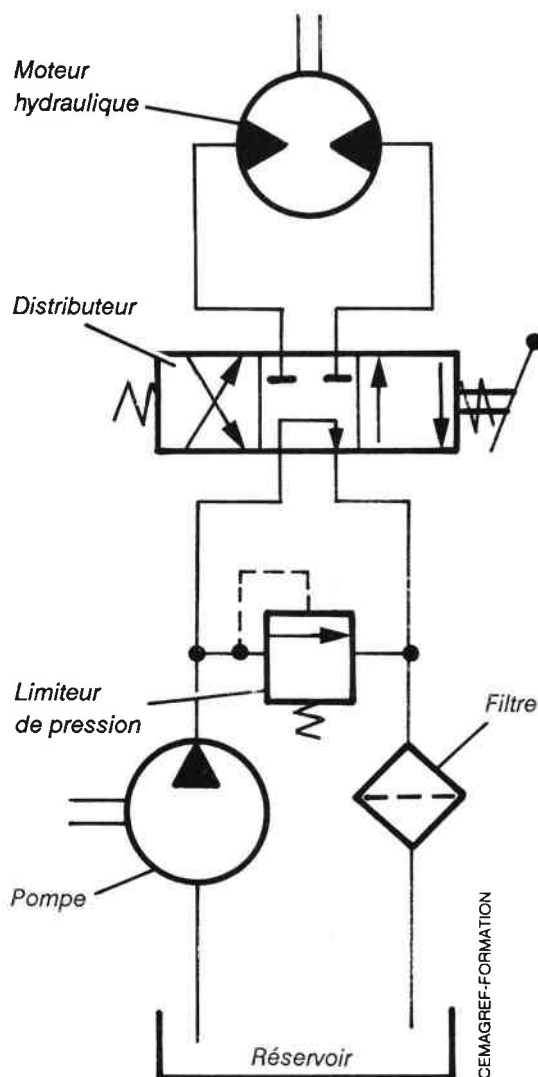 Moteur
hydraulique
Distributeur
Limiteur
de pression
Filtre
Pompe
Réservoir
CEMAGREF-FORMATION